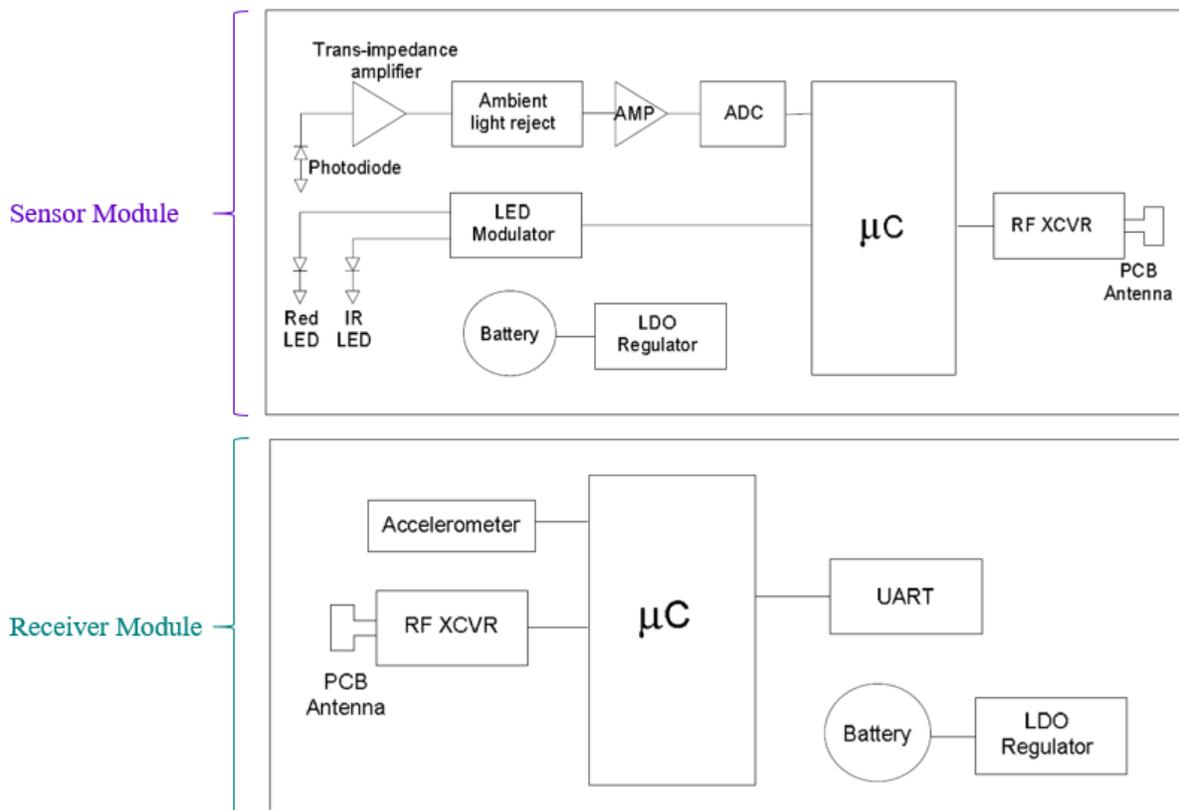 Sensor Module
Trans-impedance
amplifier
Ambient
light reject
AMP
ADC
Photodiode
LED
Modulator
μC
RF XCVR
PCB
Antenna
Red
LED
IR
LED
Battery
LDO
Regulator
Receiver Module
Accelerometer
RF XCVR
PCB
Antenna
μC
UART
Battery
LDO
Regulator